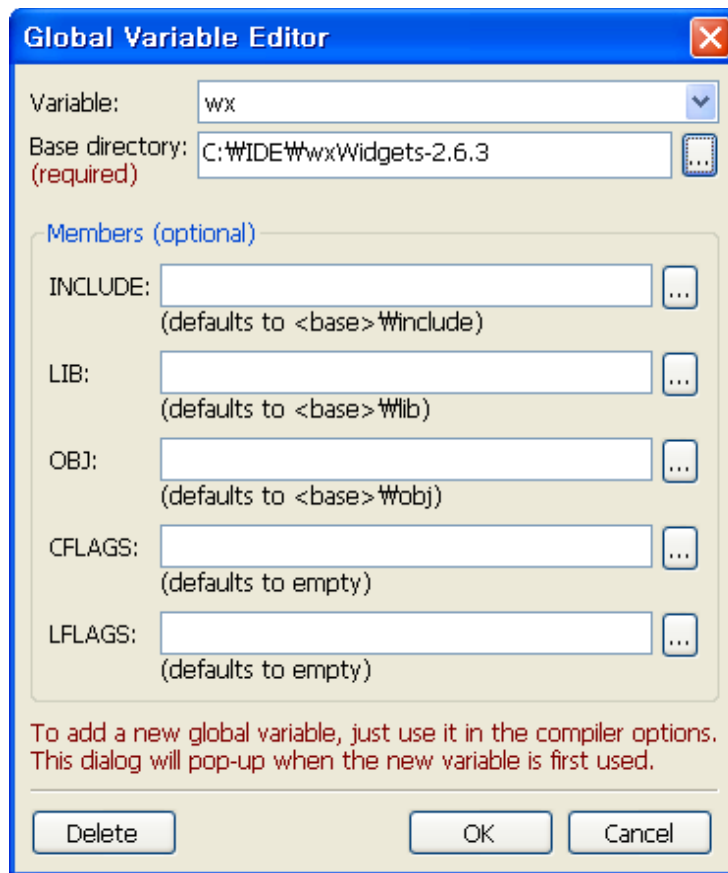 Global Variable Editor
Variable: wx
Base directory: C:₩IDE₩wxWidgets-2.6.3 ...
(required)
Members (optional)
INCLUDE: ...
(defaults to <base>₩include)
LIB: ...
(defaults to <base>₩lib)
OBJ: ...
(defaults to <base>₩obj)
CFLAGS: ...
(defaults to empty)
LFLAGS: ...
(defaults to empty)
To add a new global variable, just use it in the compiler options.
This dialog will pop-up when the new variable is first used.
Delete OK Cancel